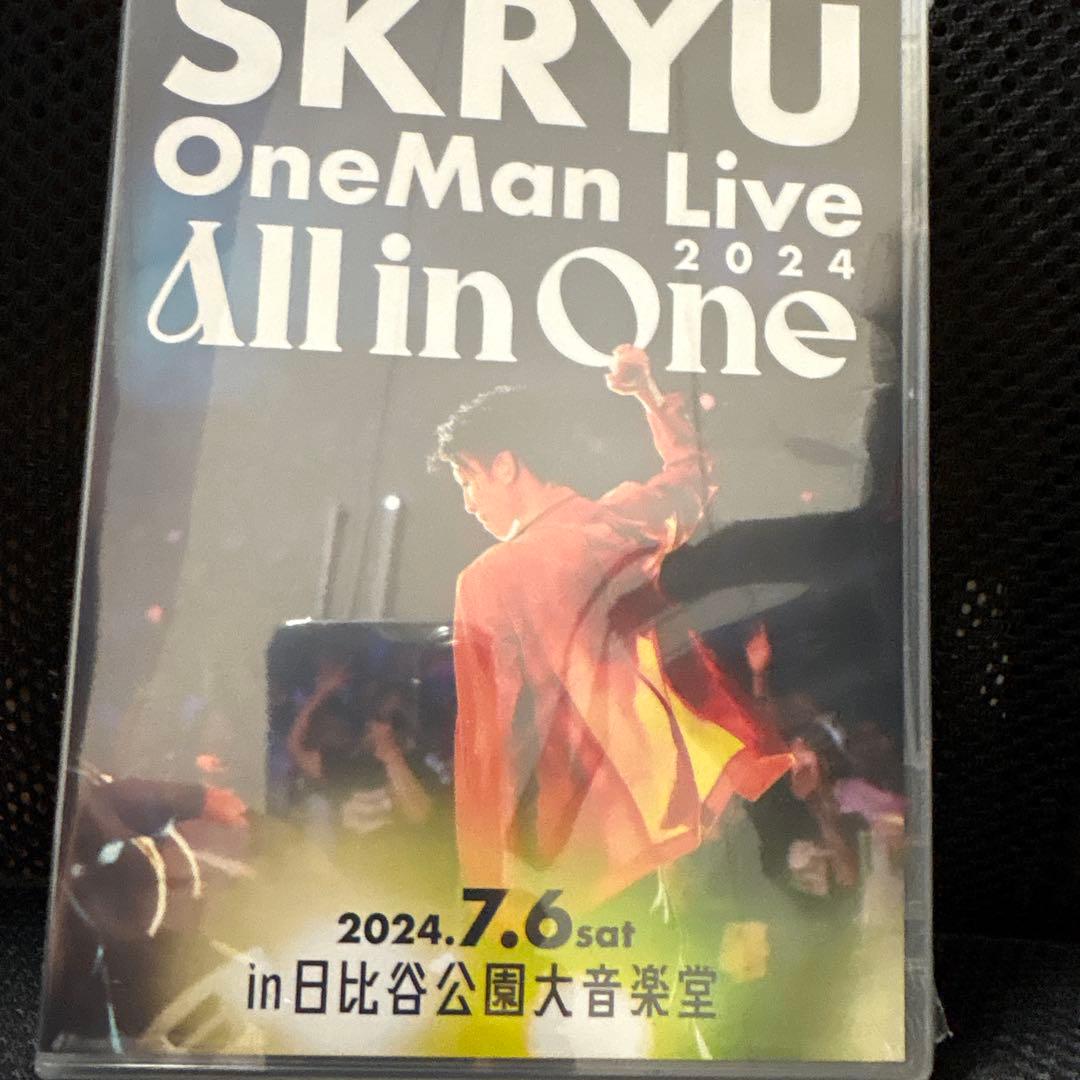 SKRYU
OneMan Live
2024
All in One
2024.7.6sat
in日比谷公園大音楽堂